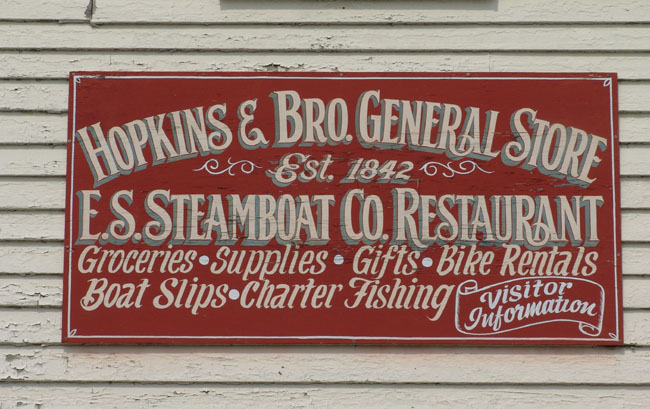 HOPKINS & BRO. GENERAL STORE
EST. 1842
E.S. STEAMBOAT CO. RESTAURANT
Groceries • Supplies • Gifts • Bike Rentals
Boat Slips • Charter Fishing
Visitor
Information